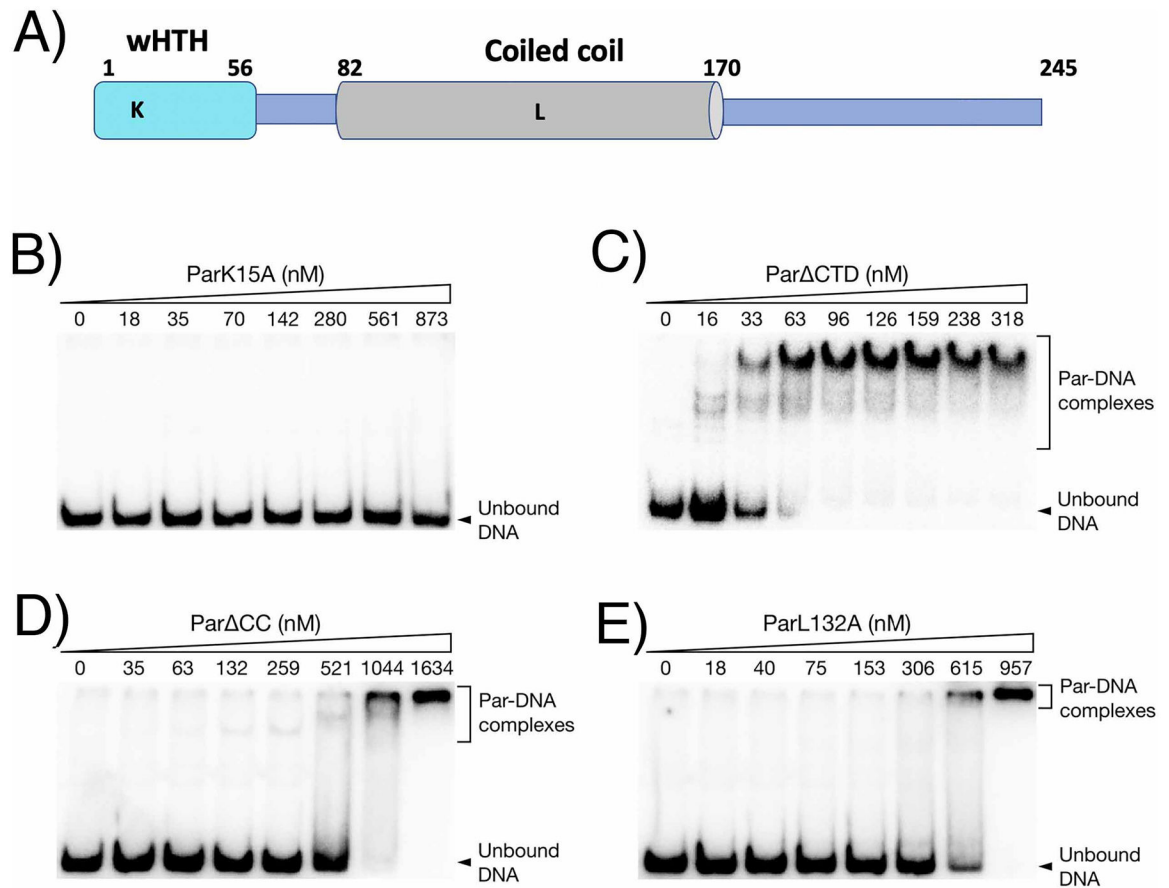 A)
wHTH
Coiled coil
1 56 82 170 245
K
L
B)
ParK15A (nM)
0 18 35 70 142 280 561 873
Unbound
DNA
C)
ParΔCTD (nM)
0 16 33 63 96 126 159 238 318
Par-DNA
complexes
Unbound
DNA
D)
ParΔCC (nM)
0 35 63 132 259 521 1044 1634
Par-DNA
complexes
Unbound
DNA
E)
ParL132A (nM)
0 18 40 75 153 306 615 957
Par-DNA
complexes
Unbound
DNA